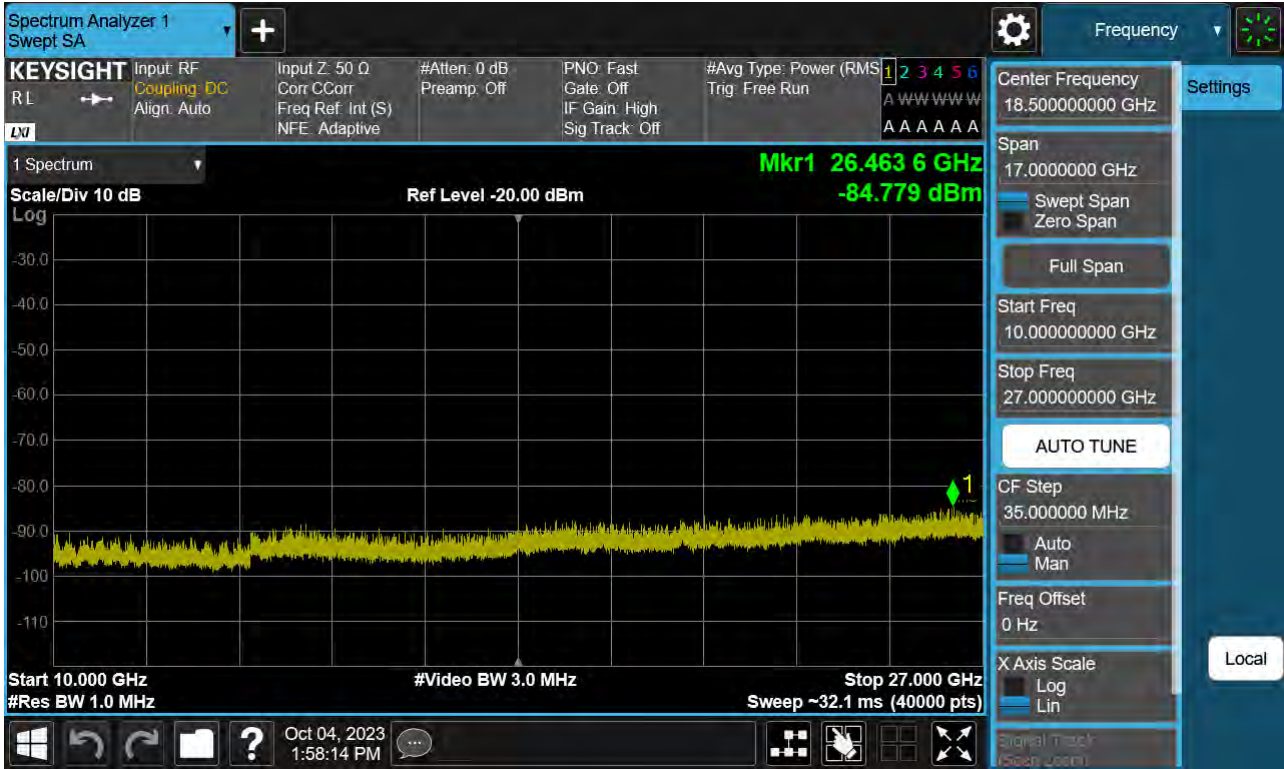 Spectrum Analyzer 1
Swept SA
+
Frequency
KEYSIGHT
R L
LXI
Input: RF
Coupling: DC
Align: Auto
Input Z: 50 Ω
Corr CCorr
Freq Ref: Int (S)
NFE: Adaptive
#Atten: 0 dB
Preamp: Off
PNO: Fast
Gate: Off
IF Gain: High
Sig Track: Off
#Avg Type: Power (RMS
Trig: Free Run
1 2 3 4 5 6
A W W W W W
A A A A A A
1 Spectrum
Scale/Div 10 dB
Log
Ref Level -20.00 dBm
Mkr1 26.463 6 GHz
-84.779 dBm
-30.0
-40.0
-50.0
-60.0
-70.0
-80.0
-90.0
-100
-110
1
Start 10.000 GHz
#Res BW 1.0 MHz
#Video BW 3.0 MHz
Stop 27.000 GHz
Sweep ~32.1 ms (40000 pts)
Center Frequency
18.500000000 GHz
Span
17.0000000 GHz
Swept Span
Zero Span
Full Span
Start Freq
10.000000000 GHz
Stop Freq
27.000000000 GHz
AUTO TUNE
CF Step
35.000000 MHz
Auto
Man
Freq Offset
0 Hz
X Axis Scale
Log
Lin
Signal Track
(Span Zoom)
Settings
Local
?
Oct 04, 2023
1:58:14 PM